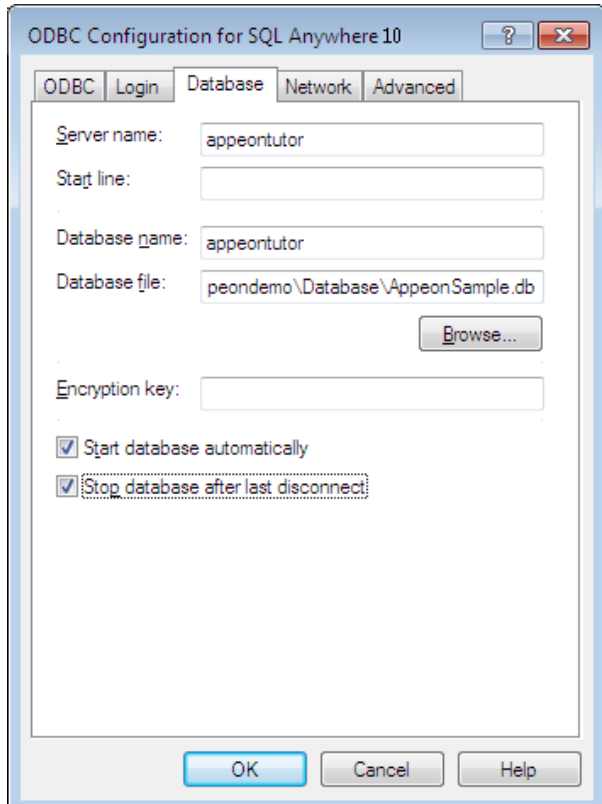 ODBC Configuration for SQL Anywhere 10
ODBC Login Database Network Advanced
Server name: appeontutor
Start line:
Database name: appeontutor
Database file: peondemo\Database\AppeonSample.db
Browse...
Encryption key:
Start database automatically
Stop database after last disconnect
OK Cancel Help